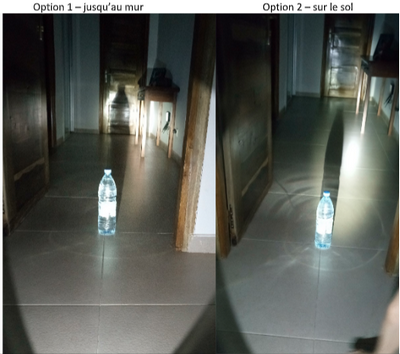 Option 1 – jusqu'au mur
Option 2 – sur le sol